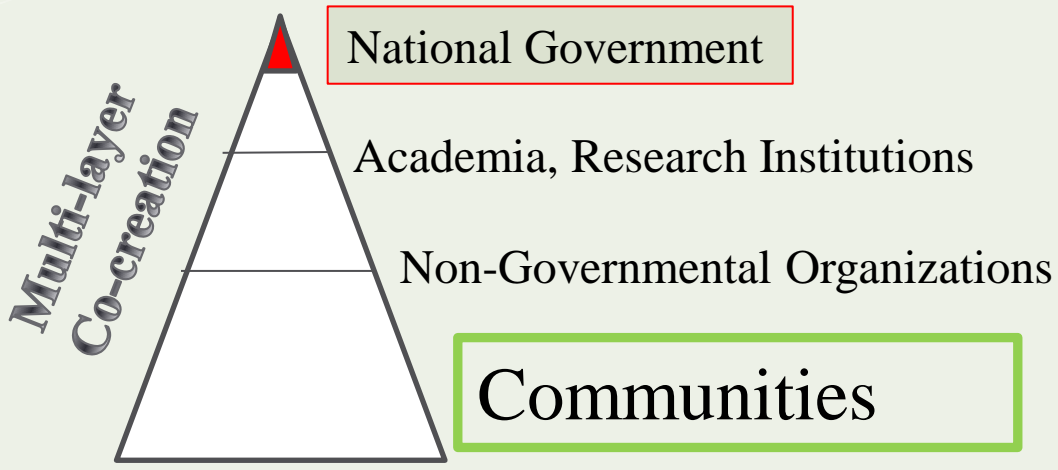 National Government
Multi-layer
Co-creation
Academia, Research Institutions
Non-Governmental Organizations
Communities